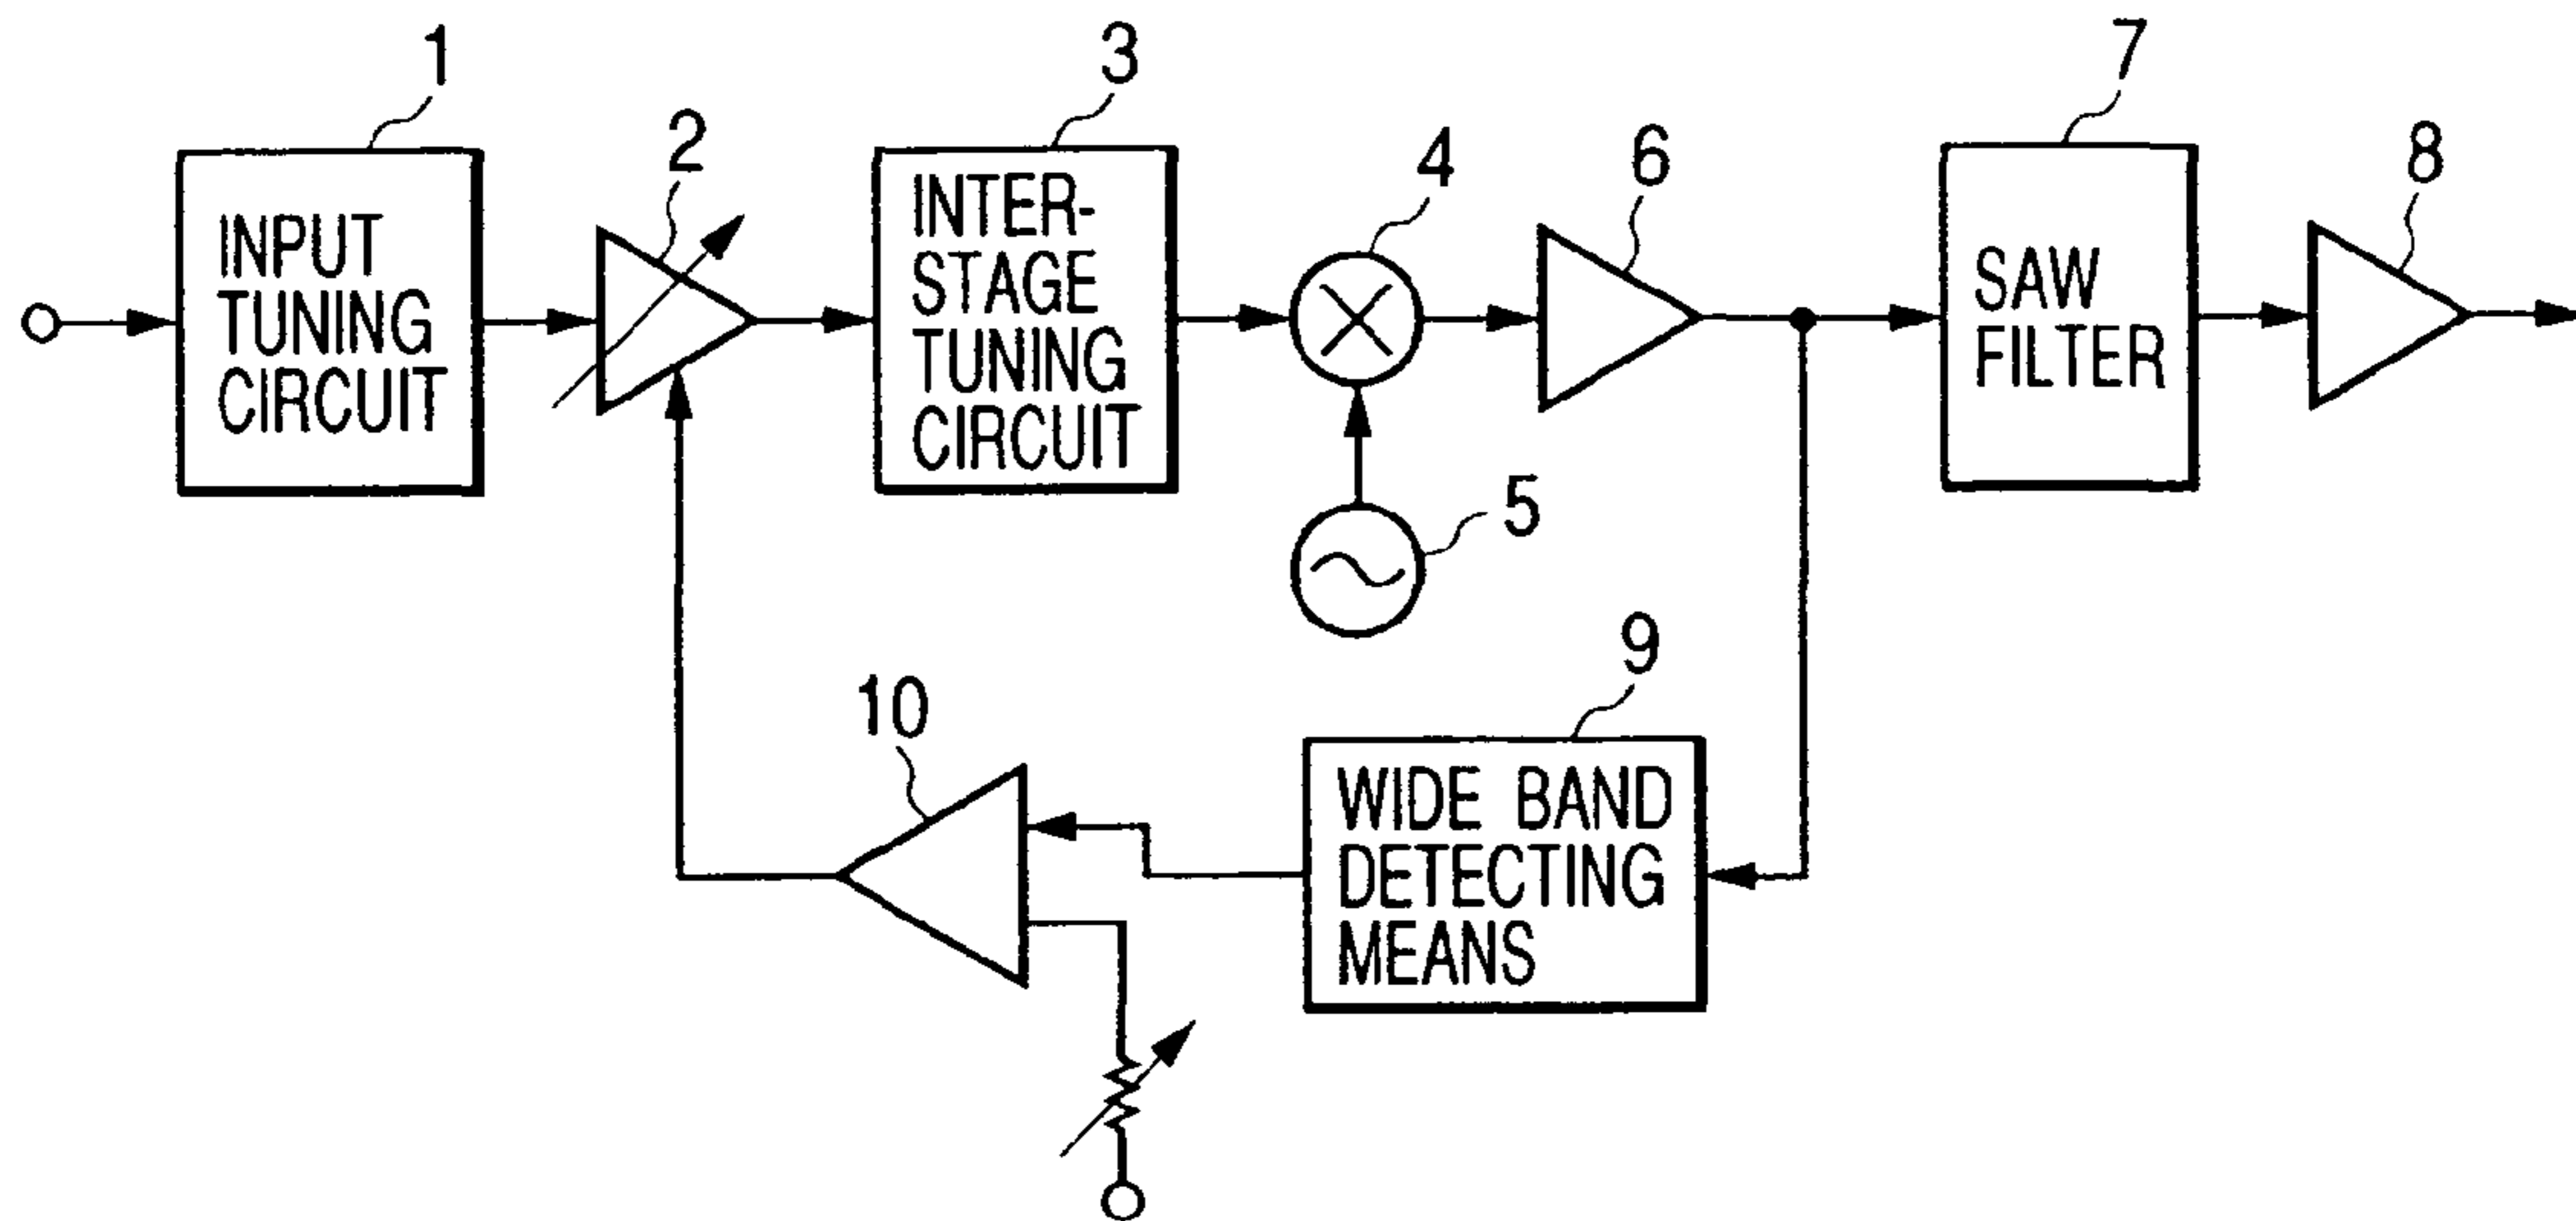 1
2
3
4
6
7
8
INPUT
TUNING
CIRCUIT
INTER-
STAGE
TUNING
CIRCUIT
SAW
FILTER
5
9
10
WIDE BAND
DETECTING
MEANS